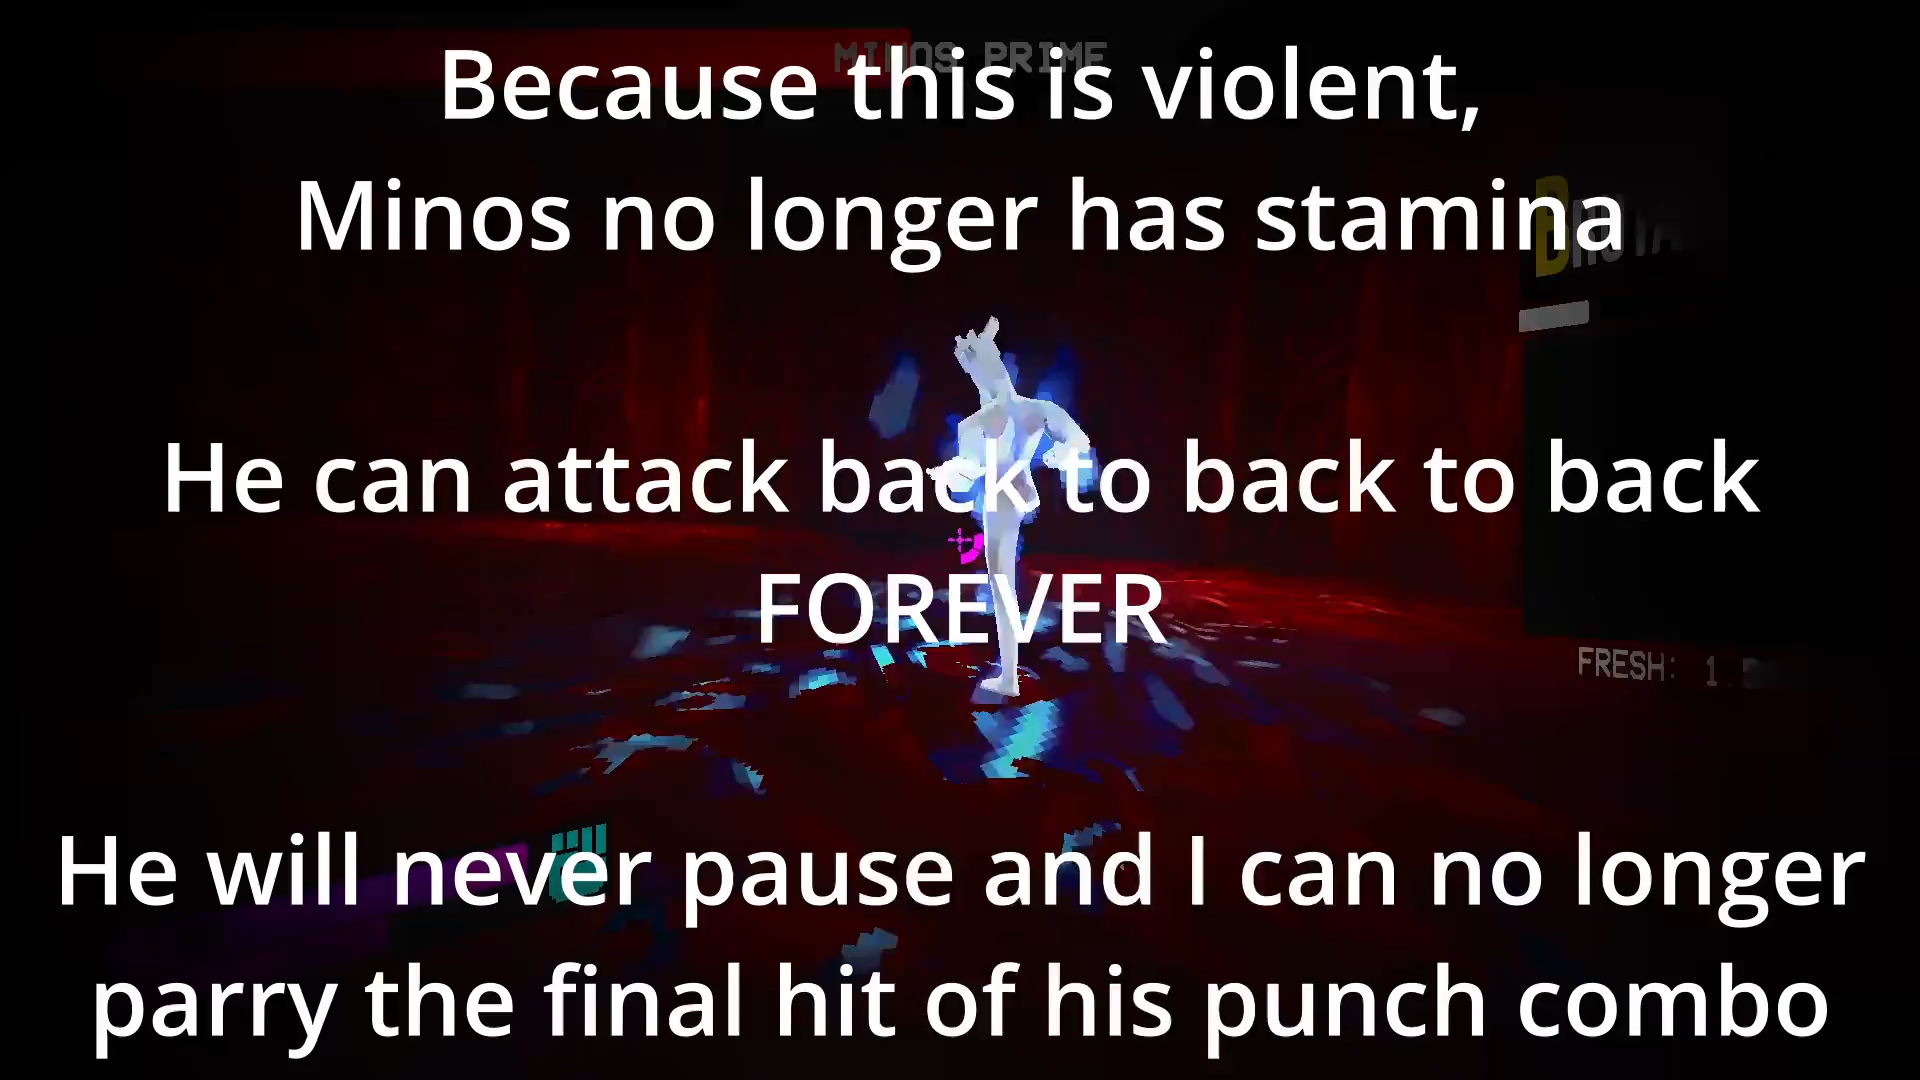 MINOS PRIME
Because this is violent,
Minos no longer has stamina
He can attack back to back to back
FOREVER
FRESH: 1.
He will never pause and I can no longer
parry the final hit of his punch combo